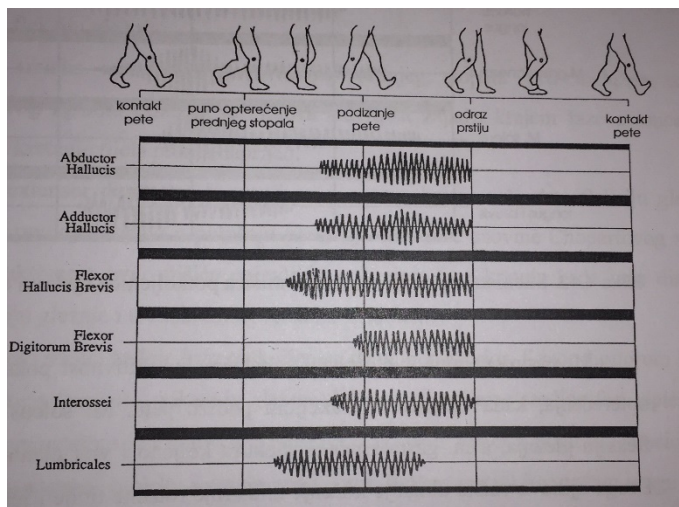 kontakt
pete
puno opterećenje
prednjeg stopala
podizanje
pete
odraz
prstiju
kontakt
pete
Abductor
Hallucis
Adductor
Hallucis
Flexor
Hallucis Brevis
Flexor
Digitorum Brevis
Interossei
Lumbricales